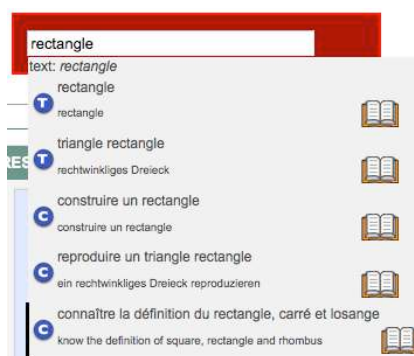 rectangle
text: rectangle
rectangle
T
rectangle
triangle rectangle
RES
T
rechtwinkliges Dreieck
construire un rectangle
C
construire un rectangle
reproduire un triangle rectangle
C
ein rechtwinkliges Dreieck reproduzieren
connaître la définition du rectangle, carré et losange
C
know the definition of square, rectangle and rhombus